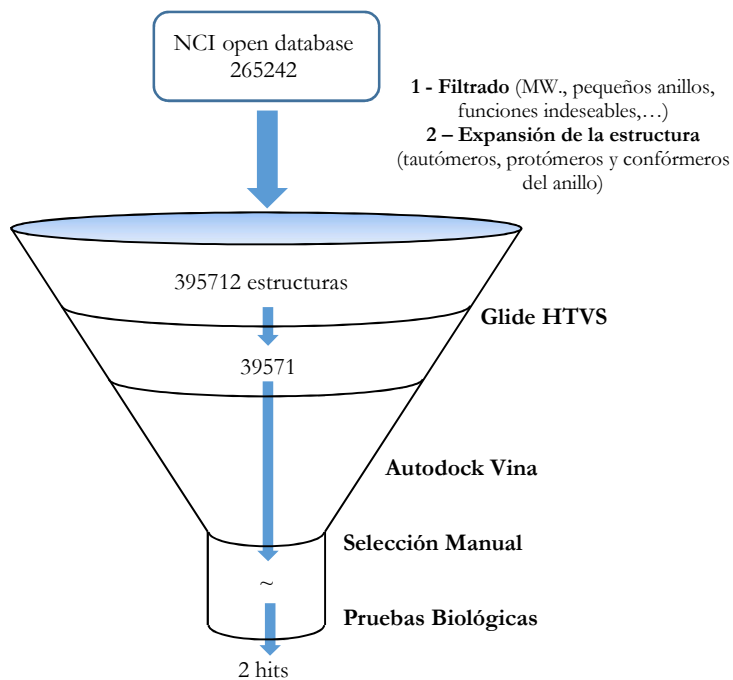 NCI open database
265242
1 - Filtrado (MW., pequeños anillos,
funciones indeseables,…)
2 – Expansión de la estructura
(tautómeros, protómeros y confórmeros
del anillo)
395712 estructuras
Glide HTVS
39571
Autodock Vina
Selección Manual
~
Pruebas Biológicas
2 hits